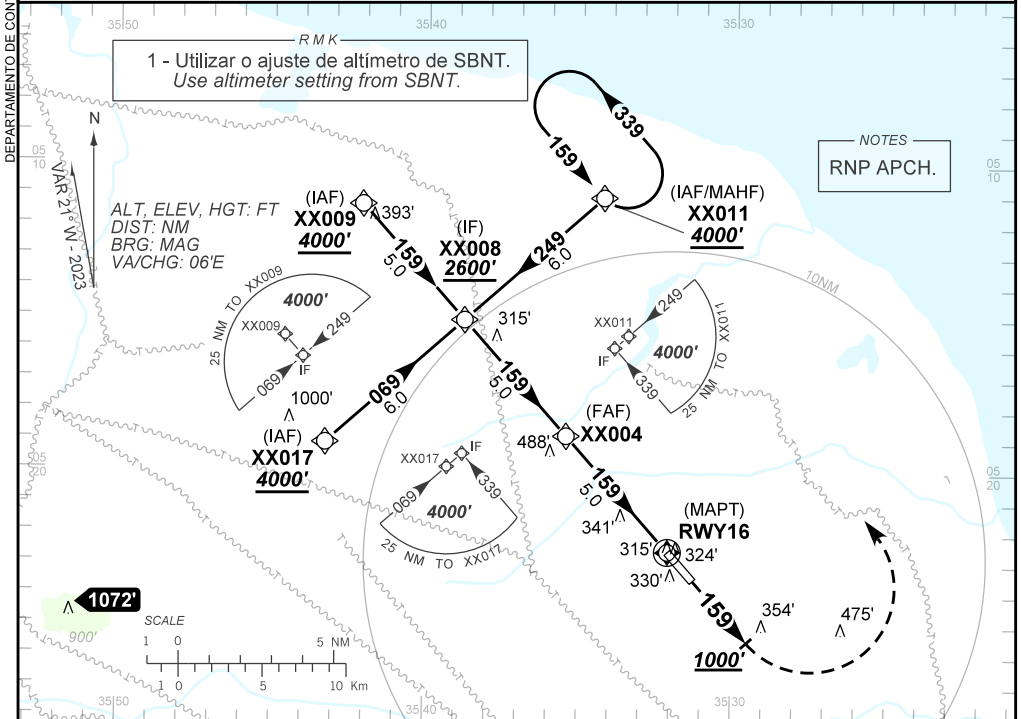 DEPARTAMENTO DE CON
35 50
35 40
35 30
RMK
1 - Utilizar o ajuste de altímetro de SBNT.
Use altimeter setting from SBNT.
N
VAR 21° W - 2023
05
10
05
10
NOTES
RNP APCH.
339
159
ALT, ELEV, HGT: FT
DIST: NM
BRG: MAG
VA/CHG: 06'E
(IAF)
XX009
4000'
393'
(IF)
XX008
2600'
(IAF/MAHF)
XX011
4000'
159
5.0
249
6.0
10NM
25 NM TO XX009
4000'
XX009
249
IF
069
315'
XX011
249
IF
4000'
339
25 NM TO XX011
1000'
069
6.0
159
5.0
(IAF)
XX017
4000'
(FAF)
XX004
488'
05
20
05
20
XX017
IF
069
339
4000'
25 NM TO XX017
159
5.0
341'
(MAPT)
RWY16
315'
324'
330'
159
354'
475'
1000'
1072'
900'
SCALE
1 0 5 NM
1 0 5 10 Km
35 50
35 40
35 30